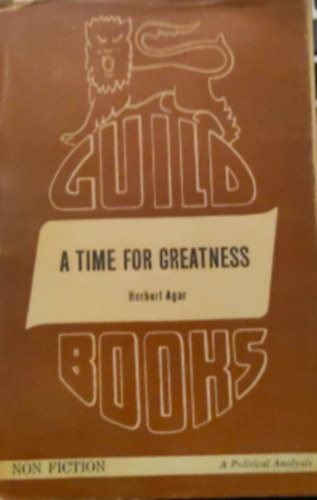 GUILD
A TIME FOR GREATNESS
Herbert Agar
BOOKS
NON FICTION
A Political Analysis